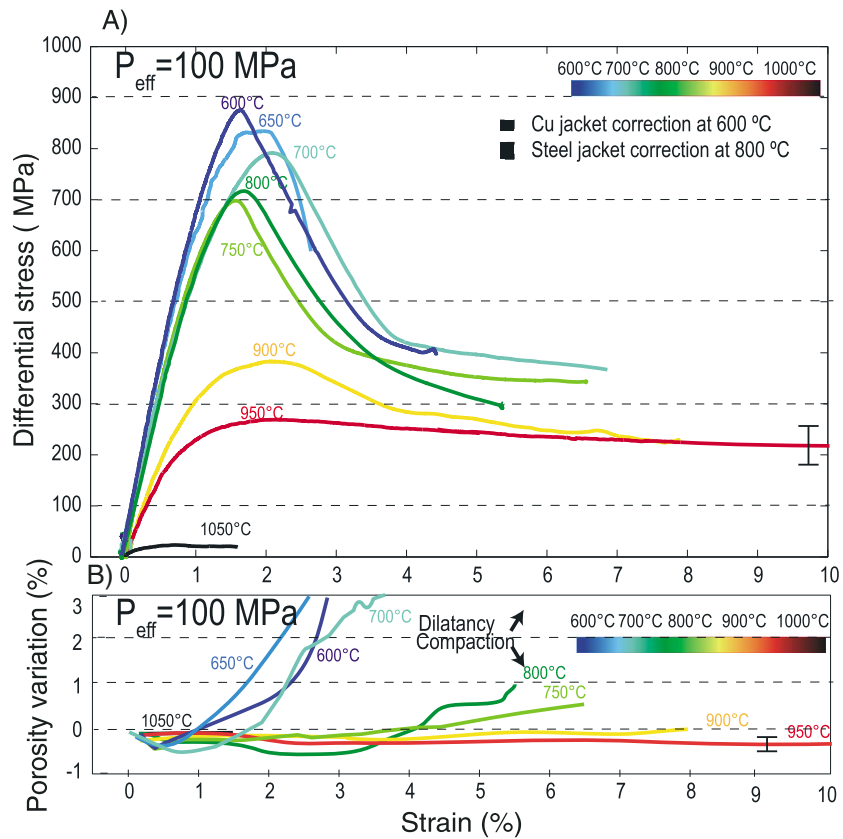 A)
P eff=100 MPa
600°C 700°C 800°C 900°C 1000°C
Cu jacket correction at 600 ºC
Steel jacket correction at 800 ºC
Differential stress ( MPa)
1000
900
800
700
600
500
400
300
200
100
0
600°C
650°C
700°C
800°C
750°C
900°C
950°C
1050°C
0 1 2 3 4 5 6 7 8 9 10
B)
P eff=100 MPa
Dilatancy
Compaction
600°C 700°C 800°C 900°C 1000°C
Porosity variation (%)
3
2
1
0
-1
650°C
600°C
700°C
800°C
750°C
1050°C
900°C
950°C
0 1 2 3 4 5 6 7 8 9 10
Strain (%)